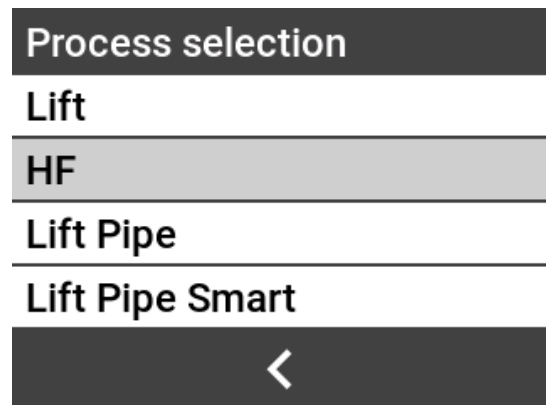 Process selection
Lift
HF
Lift Pipe
Lift Pipe Smart